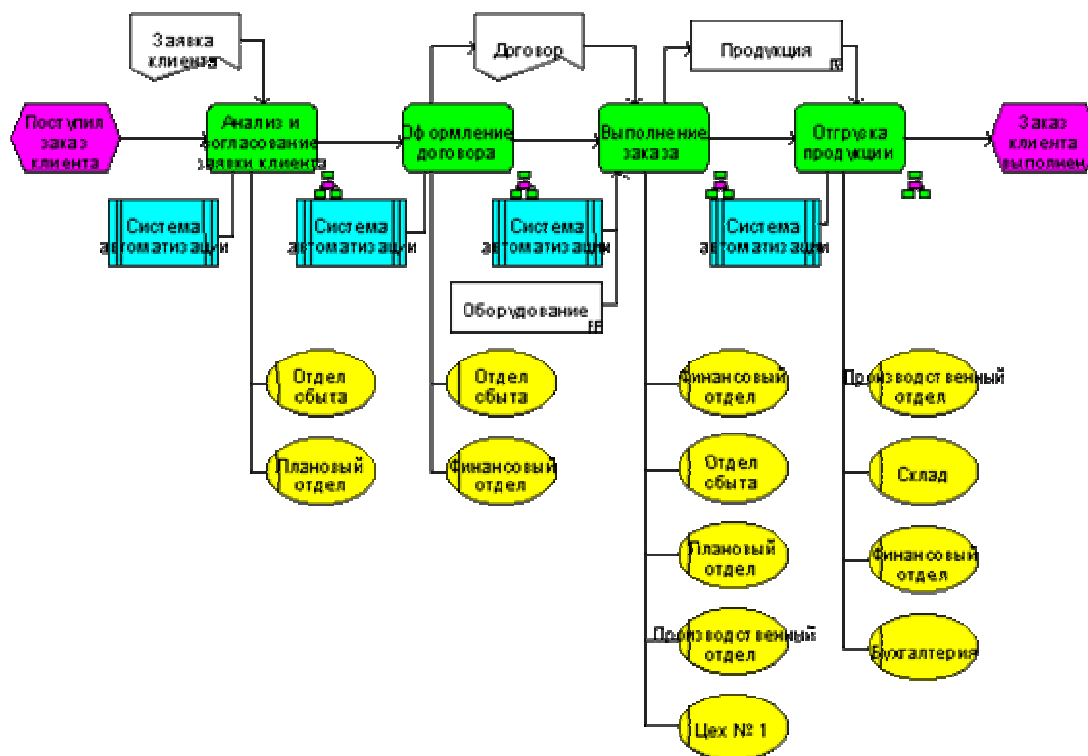 Заявка
клиента
Договор
Продукция
Поступил
заказ
клиента
Анализ и
согласование
заявки клиента
Оформление
договора
Выполнение
заказа
Отгрузка
продукции
Заказ
клиента
выполнен
Система
автоматизации
Система
автоматизации
Система
автоматизации
Система
автоматизации
Оборудование
Отдел
сбыта
Отдел
сбыта
Финансовый
отдел
Производственный
отдел
Плановый
отдел
Финансовый
отдел
Отдел
сбыта
Склад
Плановый
отдел
Финансовый
отдел
Производственный
отдел
Бухгалтерия
Цех № 1